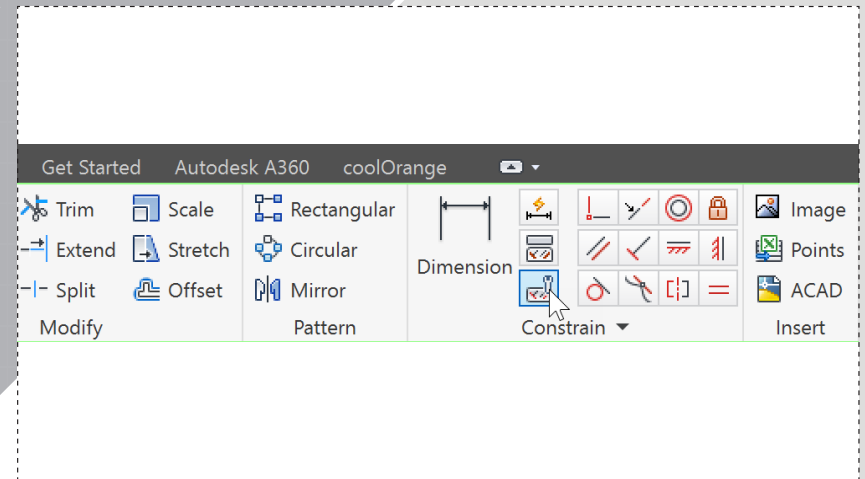 Get Started Autodesk A360 coolOrange
Trim Scale Rectangular Image
Extend Stretch Circular Points
Dimension
Split Offset Mirror ACAD
Modify Pattern Constrain Insert